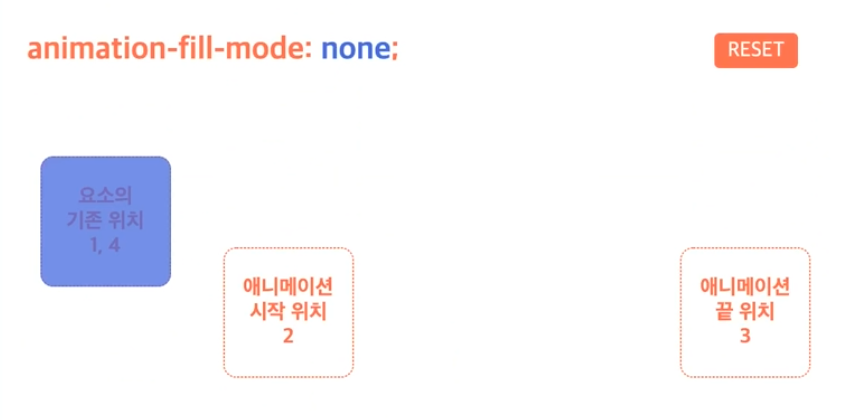 animation-fill-mode: none;
RESET
요소의
기존 위치
1, 4
애니메이션
시작 위치
2
애니메이션
끝 위치
3